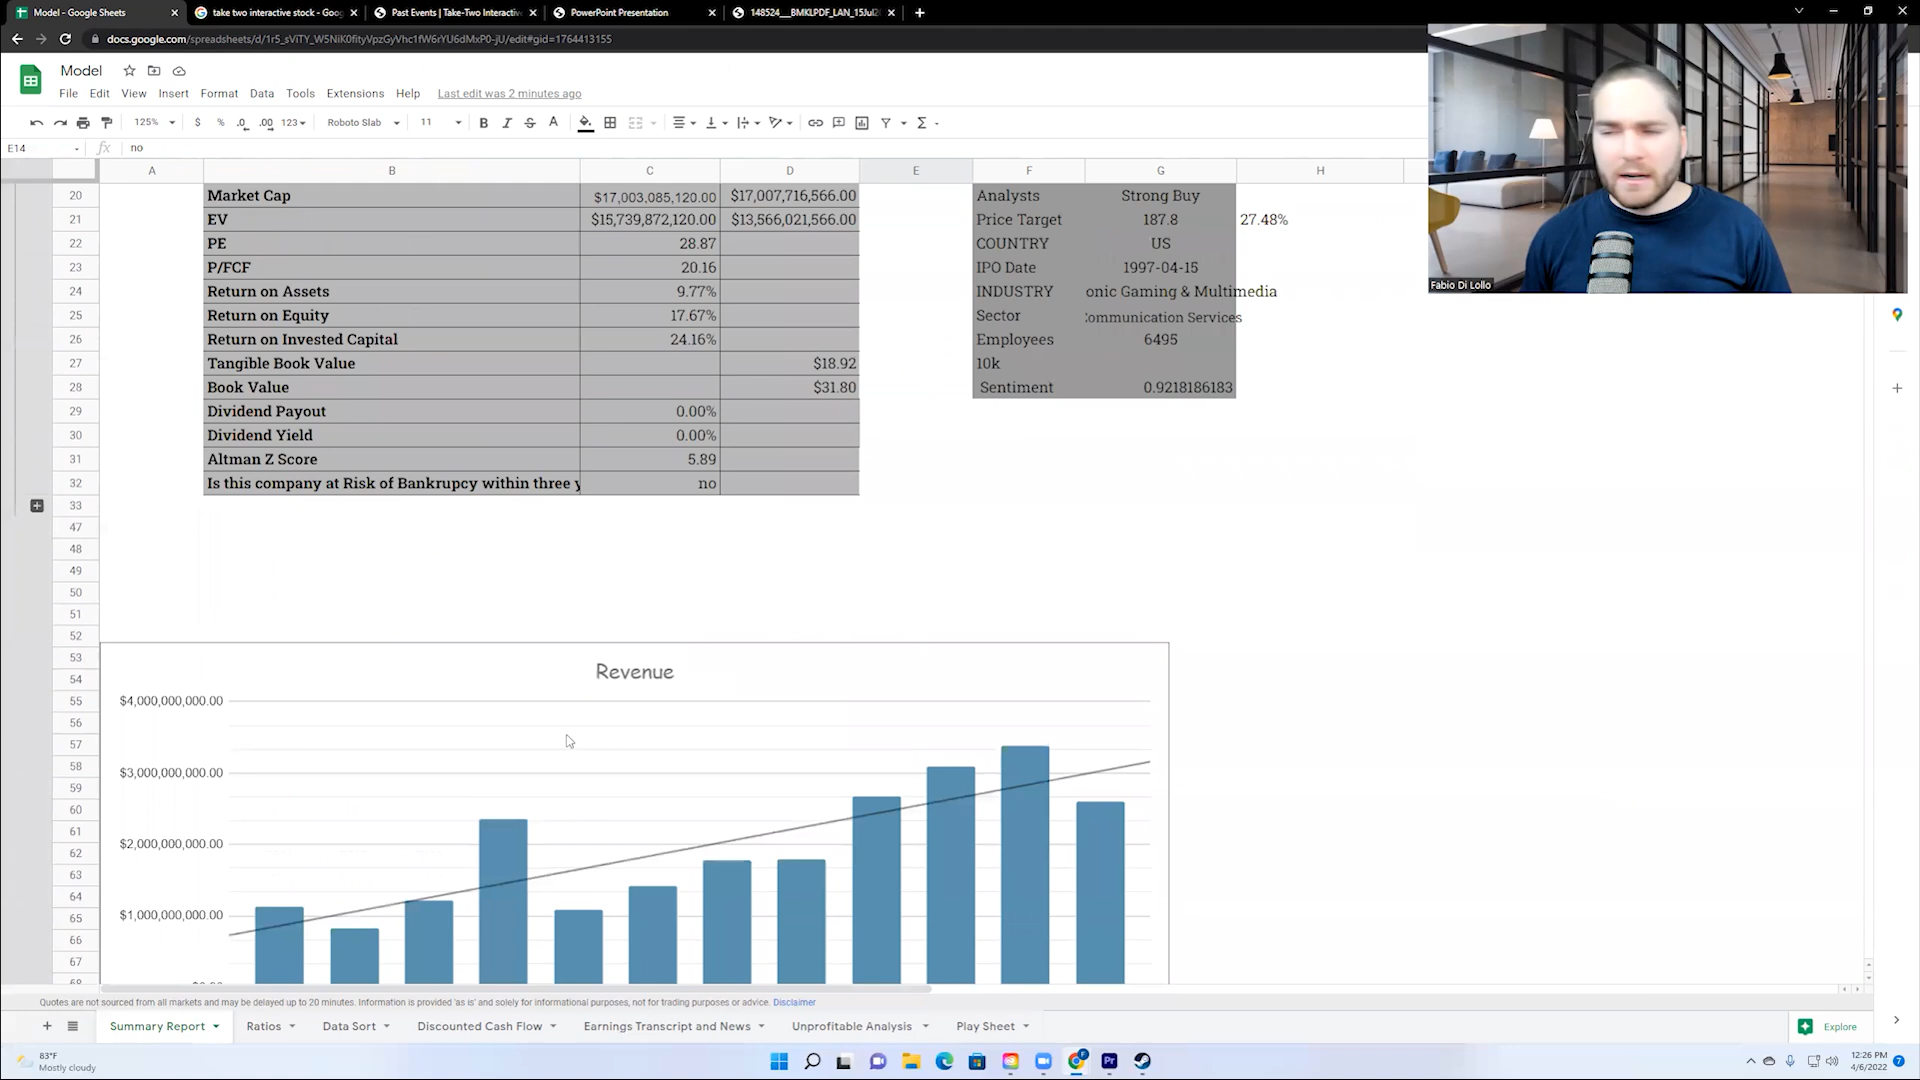 Model - Google Sheets
take two interactive stock - Goo
Past Events | Take-Two Interactiv
PowerPoint Presentation
148524___BMKLPDF_LAN_15Jul2
docs.google.com/spreadsheets/d/1r5_sViTY_W5NiK0fityVpzGyVhc1fW6rYU6dMxP0-jU/edit#gid=1764413155
Model
File Edit View Insert Format Data Tools Extensions Help Last edit was 2 minutes ago
125% $ % .0 .00 123 Roboto Slab 11 B I S A
E14 fx no
A B C D E F G H
20 Market Cap $17,003,085,120.00 $17,007,716,566.00 Analysts Strong Buy
21 EV $15,739,872,120.00 $13,566,021,566.00 Price Target 187.8 27.48%
22 PE 28.87 COUNTRY US
23 P/FCF 20.16 IPO Date 1997-04-15
24 Return on Assets 9.77% INDUSTRY onic Gaming & Multimedia
25 Return on Equity 17.67% Sector Communication Services
26 Return on Invested Capital 24.16% Employees 6495
27 Tangible Book Value $18.92 10k
28 Book Value $31.80 Sentiment 0.9218186183
29 Dividend Payout 0.00%
30 Dividend Yield 0.00%
31 Altman Z Score 5.89
32 Is this company at Risk of Bankrupcy within three y no
33
47
48
49
50
51
52
53
54
55
56
57
58
59
60
61
62
63
64
65
66
67
68
Revenue
$4,000,000,000.00
$3,000,000,000.00
$2,000,000,000.00
$1,000,000,000.00
$0.00
Fabio Di Lollo
Quotes are not sourced from all markets and may be delayed up to 20 minutes. Information is provided 'as is' and solely for informational purposes, not for trading purposes or advice. Disclaimer
Summary Report Ratios Data Sort Discounted Cash Flow Earnings Transcript and News Unprofitable Analysis Play Sheet Explore
83°F
Mostly cloudy
Pr
12:26 PM
4/6/2022
7